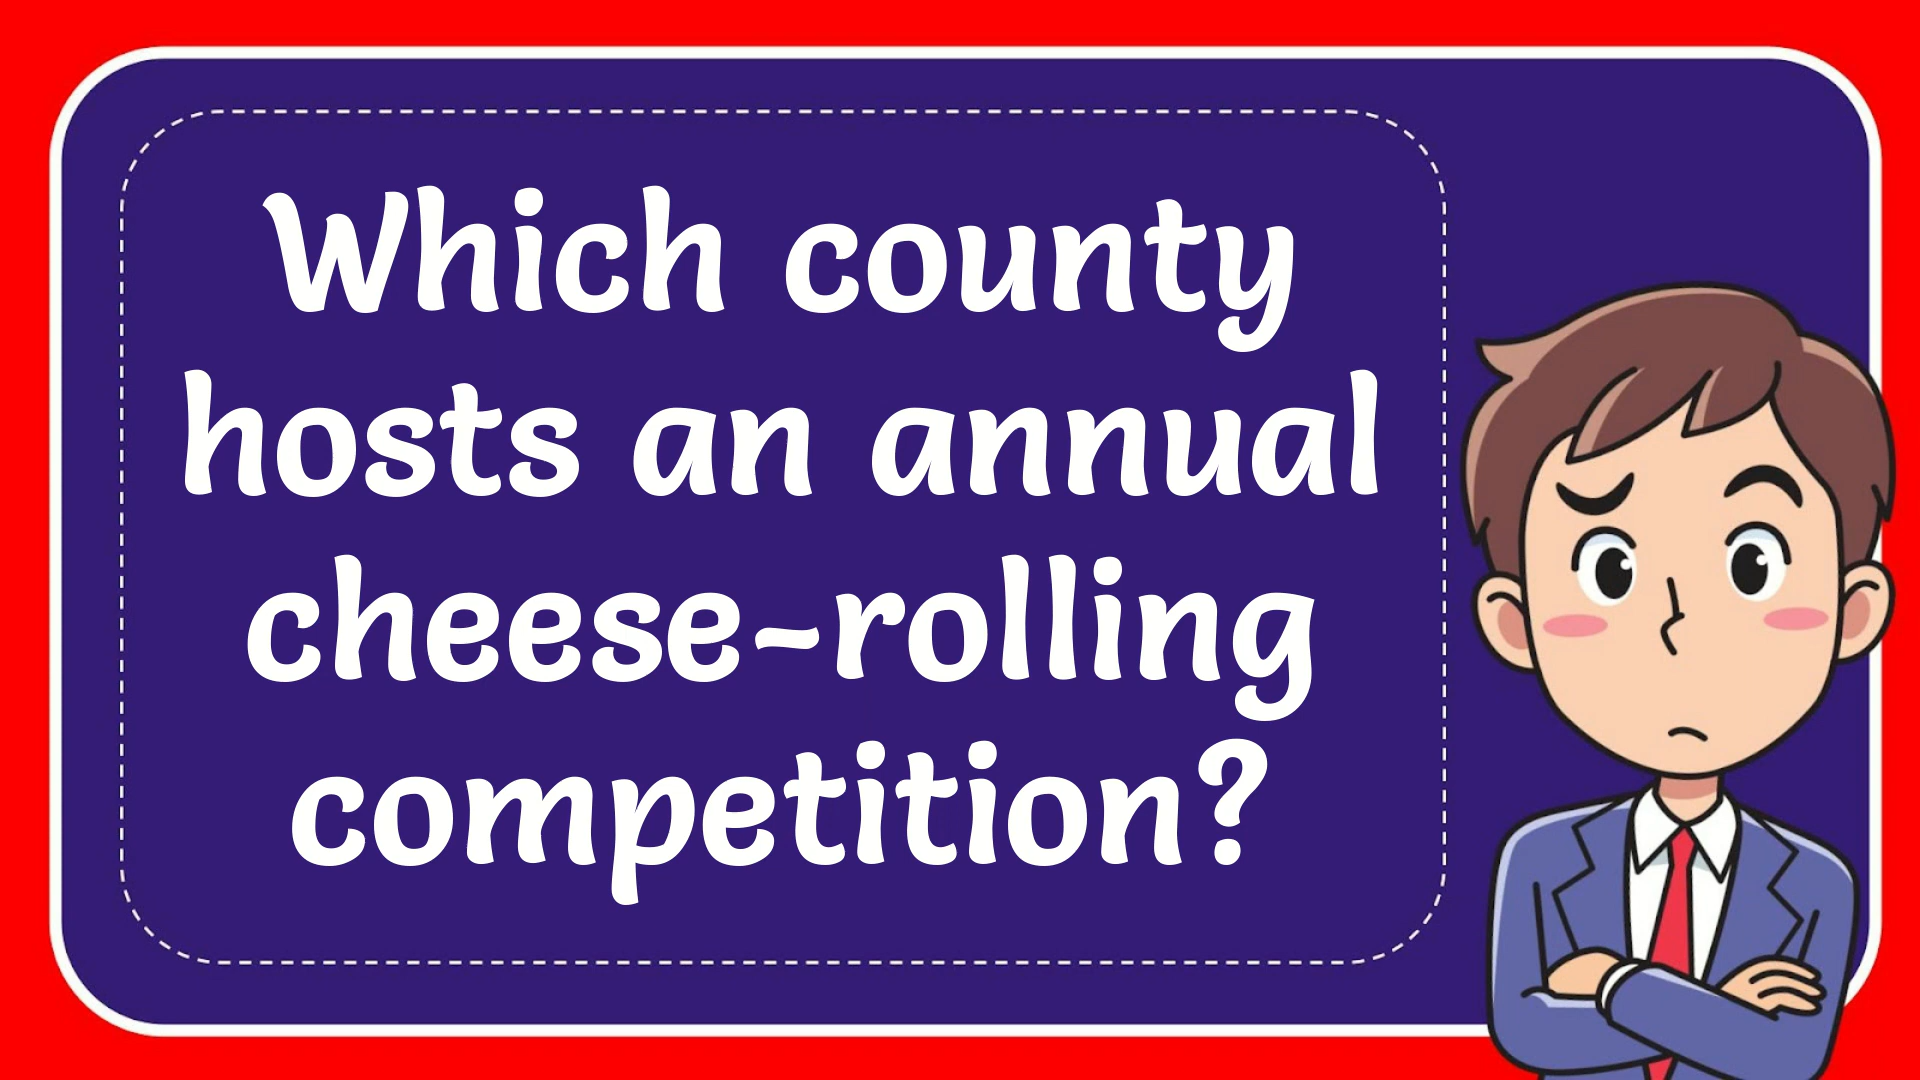 Which county
hosts an annual
cheese-rolling
competition?